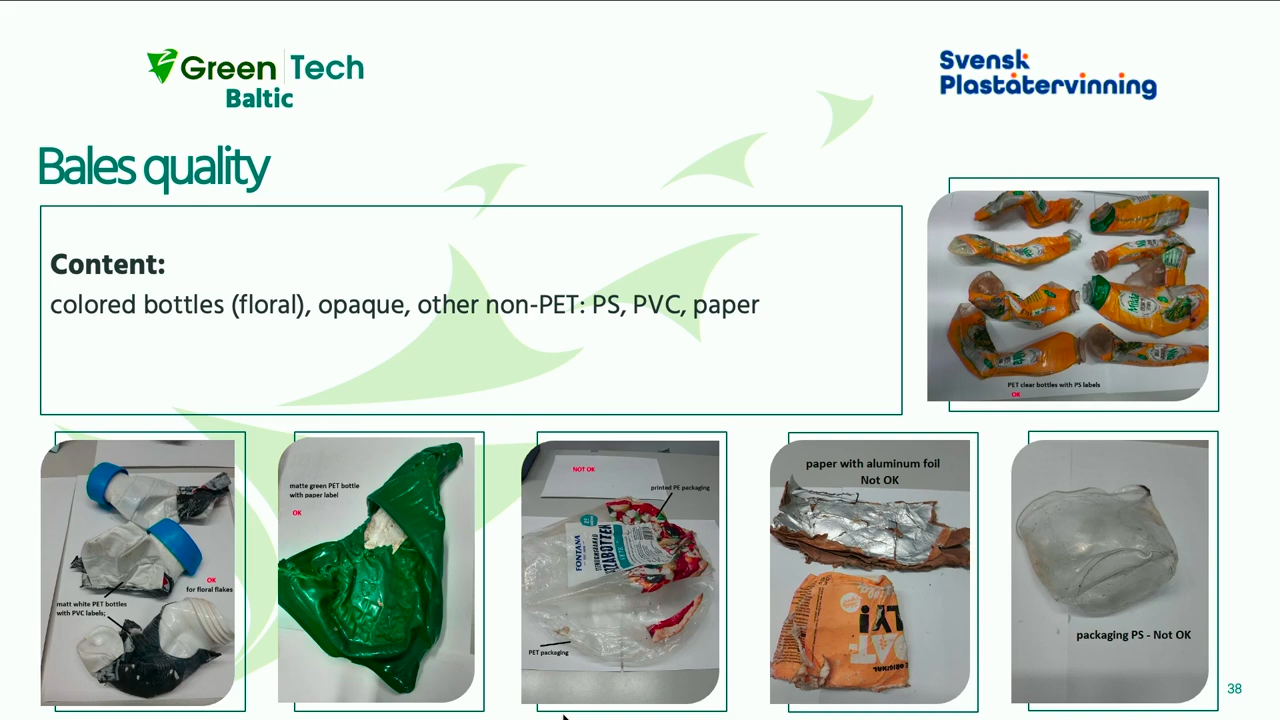 Green Tech
Baltic
Svensk
Plaståtervinning
Bales quality
Content:
colored bottles (floral), opaque, other non-PET: PS, PVC, paper
PET clear bottles with PS labels
OK
OK
for floral flakes
matt white PET bottles
with PVC labels;
matte green PET bottle
with paper label
OK
NOT OK
printed PE packaging
FONTANA
PET packaging
paper with aluminum foil
Not OK
packaging PS - Not OK
38